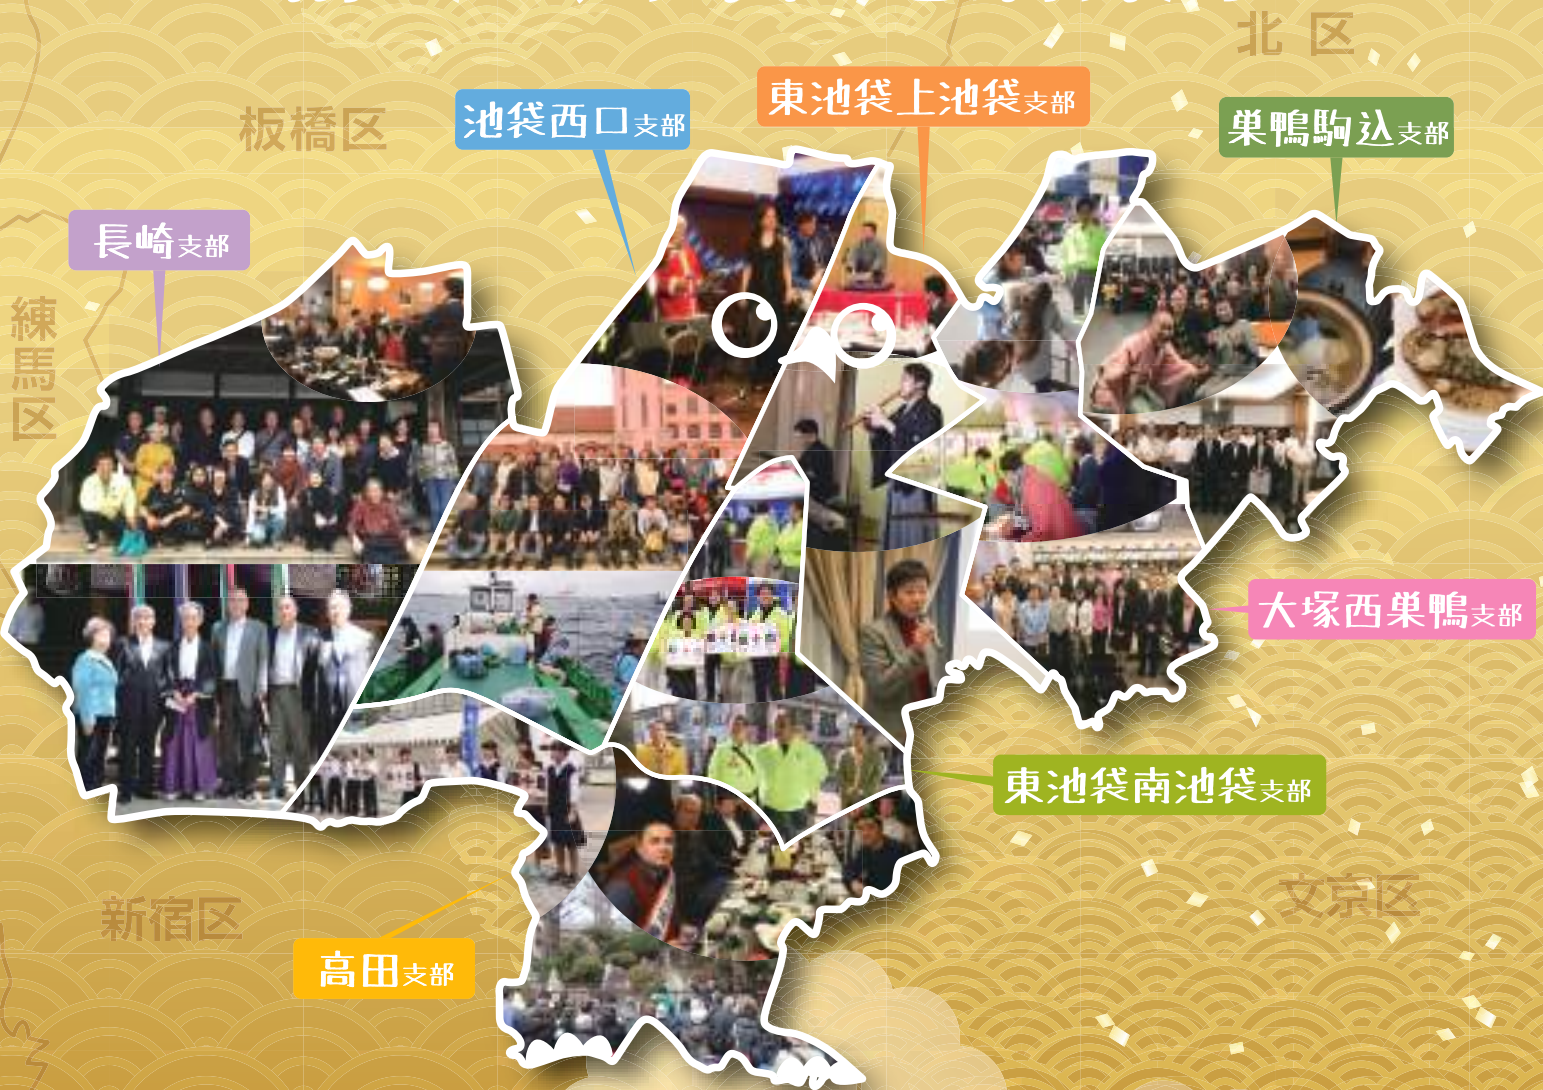 北区
東池袋上池袋支部
池袋西口支部
巣鴨駒込支部
板橋区
長崎支部
練馬区
大塚西巣鴨支部
東池袋南池袋支部
文京区
新宿区
高田支部